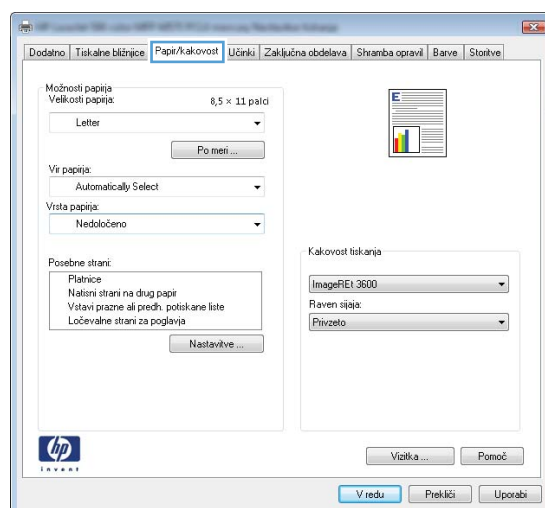 Dodatno Tiskalne bližnjice Papir/kakovost Učinki Zaključna obdelava Shramba opravil Barve Storitve
Možnosti papirja
Velikosti papirja: 8,5 × 11 palci
Letter
Po meri ...
Vir papirja:
Automatically Select
Vrsta papirja:
Nedoločeno
Posebne strani:
Platnice
Natisni strani na drug papir
Vstavi prazne ali predh. potiskane liste
Ločevalne strani za poglavja
Nastavitve ...
E
Kakovost tiskanja
ImageREt 3600
Raven sijaja:
Privzeto
hp
invent
Vizitka ... Pomoč
V redu Prekliči Uporabi